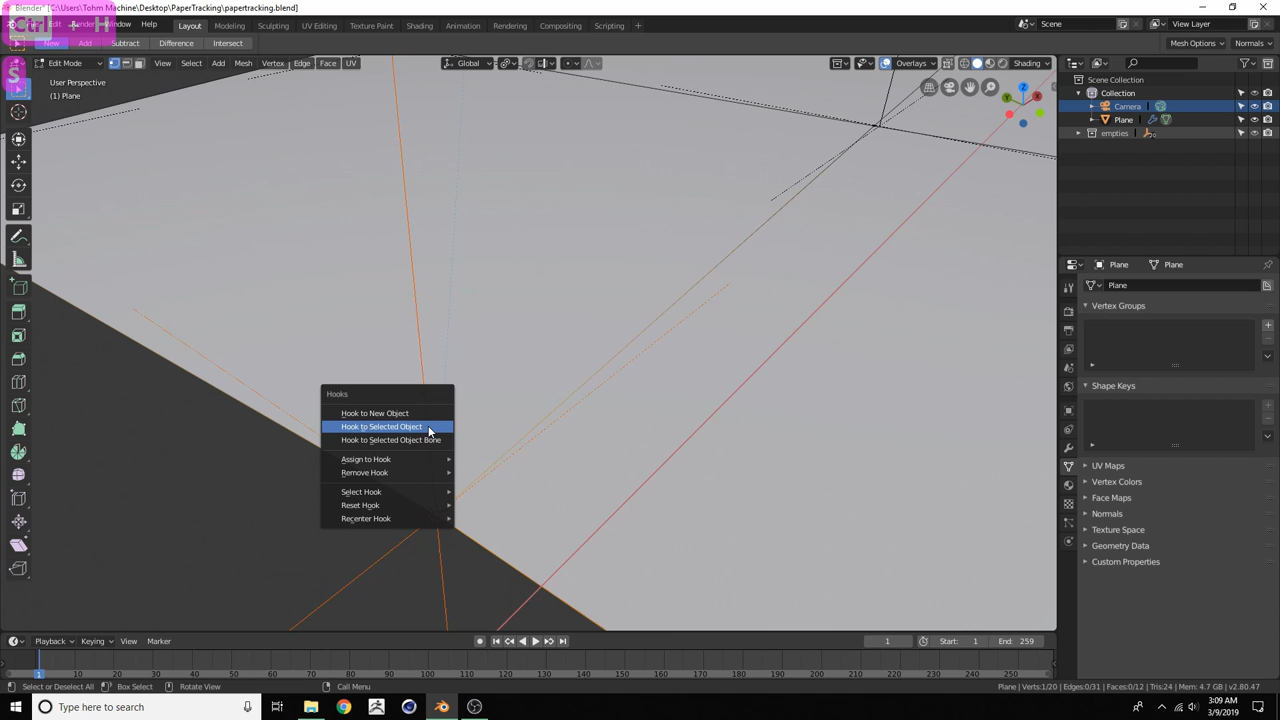 Blender* [C:\Users\Tohm Machine\Desktop\PaperTracking\papertracking.blend]
Ctrl + H
S
Edit Render Window Help
Layout Modeling Sculpting UV Editing Texture Paint Shading Animation Rendering Compositing Scripting +
Scene
View Layer
New Add Subtract Difference Intersect
Mesh Options
Normals
Edit Mode
View Select Add Mesh Vertex Edge Face UV
Global
Overlays
Shading
User Perspective
(1) Plane
Z
Y
X
Scene Collection
Collection
Camera
Plane
empties
Hooks
Hook to New Object
Hook to Selected Object
Hook to Selected Object Bone
Assign to Hook
Remove Hook
Select Hook
Reset Hook
Recenter Hook
Plane Plane
Plane
Vertex Groups
Shape Keys
UV Maps
Vertex Colors
Face Maps
Normals
Texture Space
Geometry Data
Custom Properties
Playback Keying View Marker
1
Start: 1
End: 259
1 10 20 30 40 50 60 70 80 90 100 110 120 130 140 150 160 170 180 190 200 210 220 230 240 250
Select or Deselect All
Box Select
Rotate View
Call Menu
Plane | Verts:1/20 | Edges:0/31 | Faces:0/12 | Tris:24 | Mem: 4.7 GB | v2.80.47
Type here to search
3:09 AM
3/9/2019